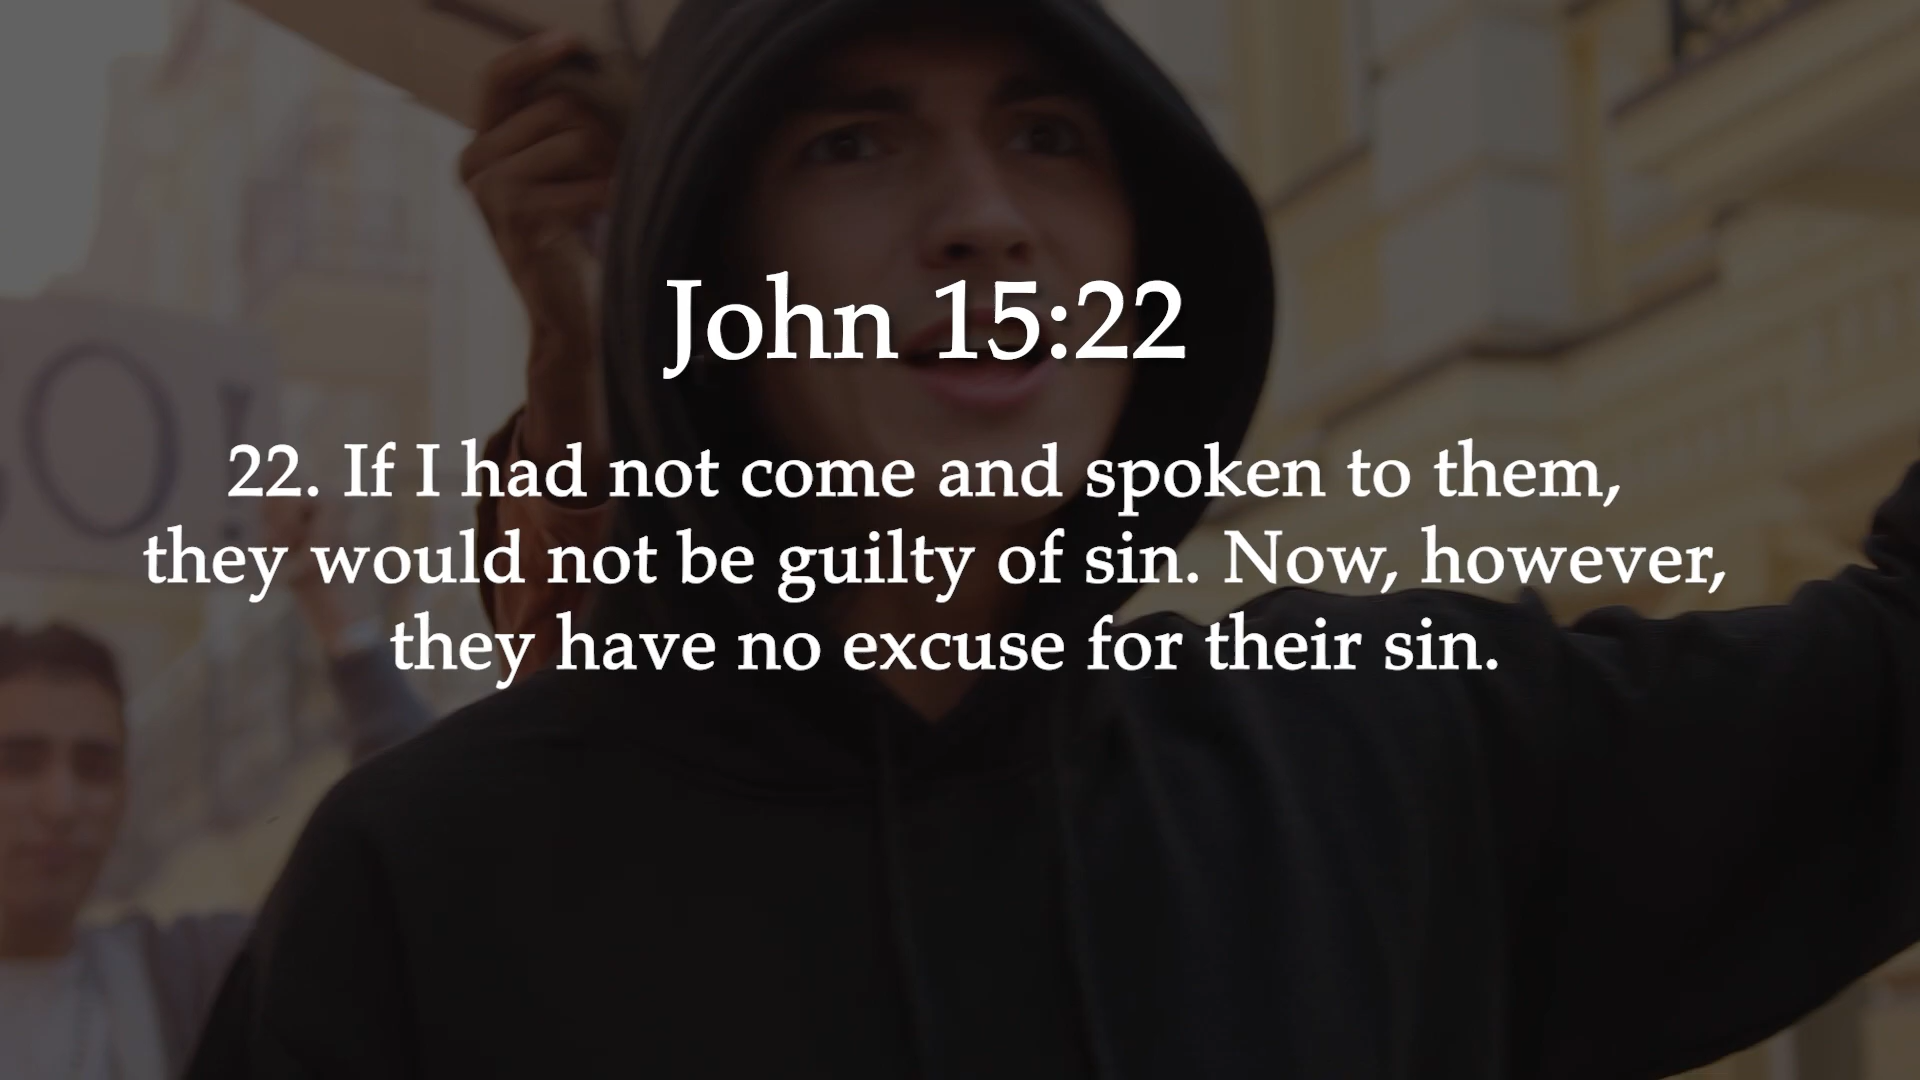 John 15:22
22. If I had not come and spoken to them,
they would not be guilty of sin. Now, however,
they have no excuse for their sin.
O!